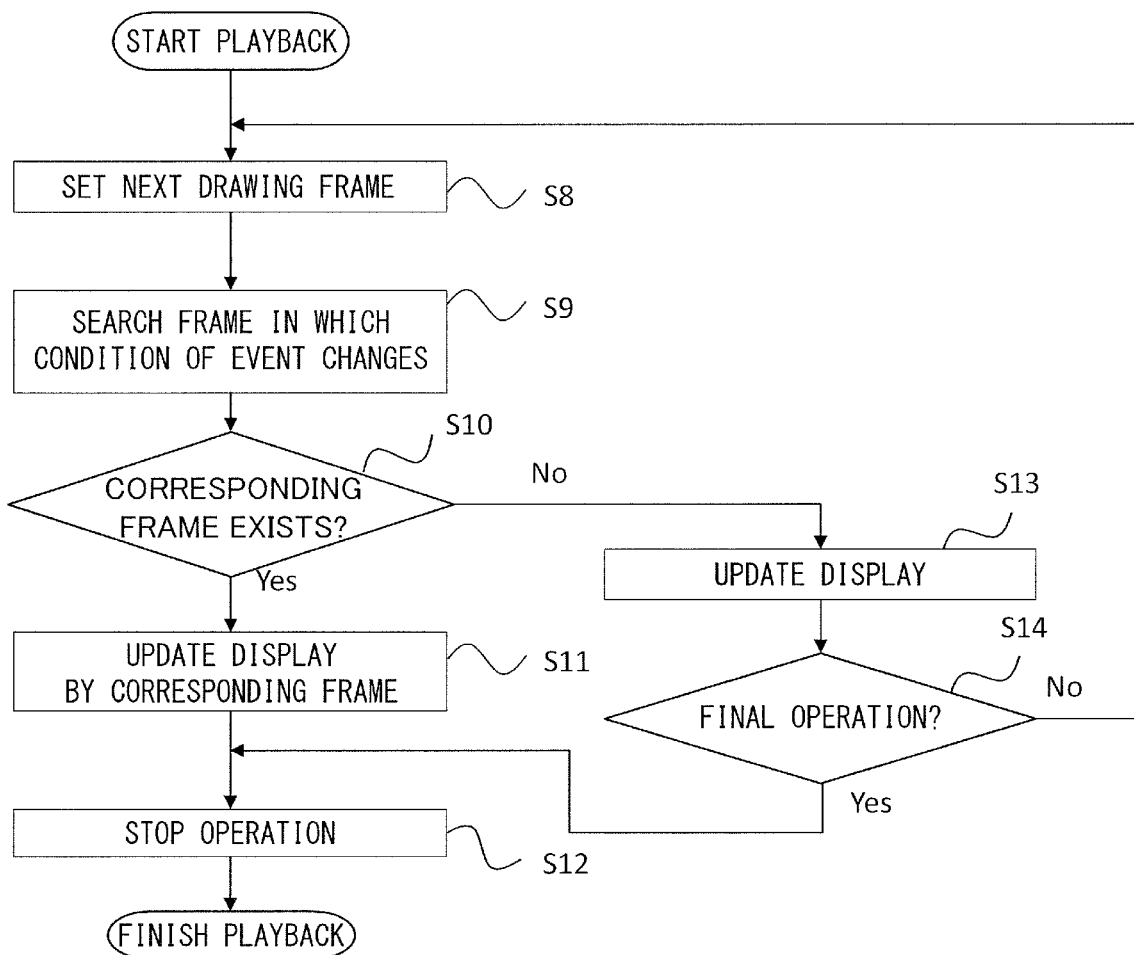 START PLAYBACK
SET NEXT DRAWING FRAME
S8
SEARCH FRAME IN WHICH
CONDITION OF EVENT CHANGES
S9
S10
CORRESPONDING
FRAME EXISTS?
No
Yes
S13
UPDATE DISPLAY
UPDATE DISPLAY
BY CORRESPONDING FRAME
S11
S14
FINAL OPERATION?
No
Yes
STOP OPERATION
S12
FINISH PLAYBACK